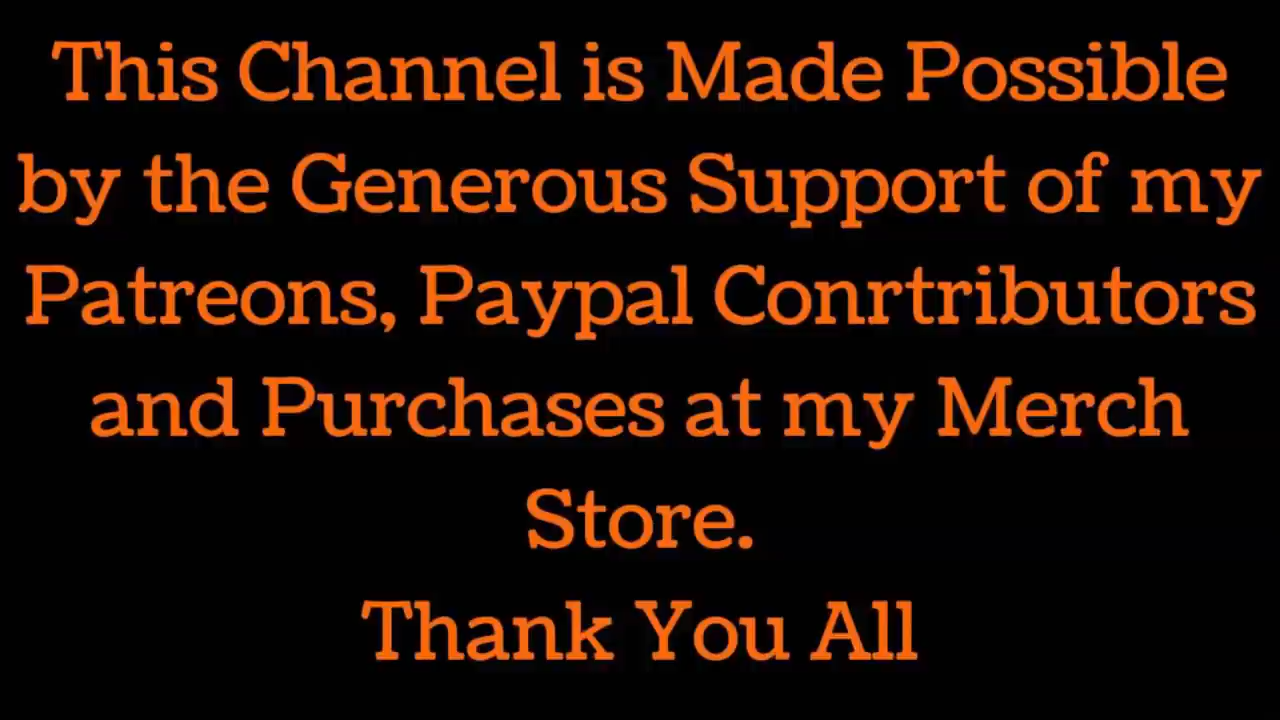 This Channel is Made Possible
by the Generous Support of my
Patreons, Paypal Conrtributors
and Purchases at my Merch
Store.
Thank You All